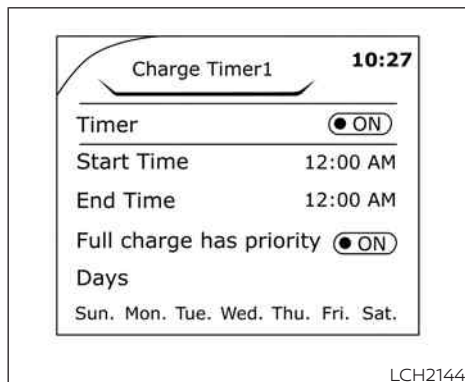 Charge Timer1 10:27
Timer ON
Start Time 12:00 AM
End Time 12:00 AM
Full charge has priority ON
Days
Sun. Mon. Tue. Wed. Thu. Fri. Sat.
LCH2144